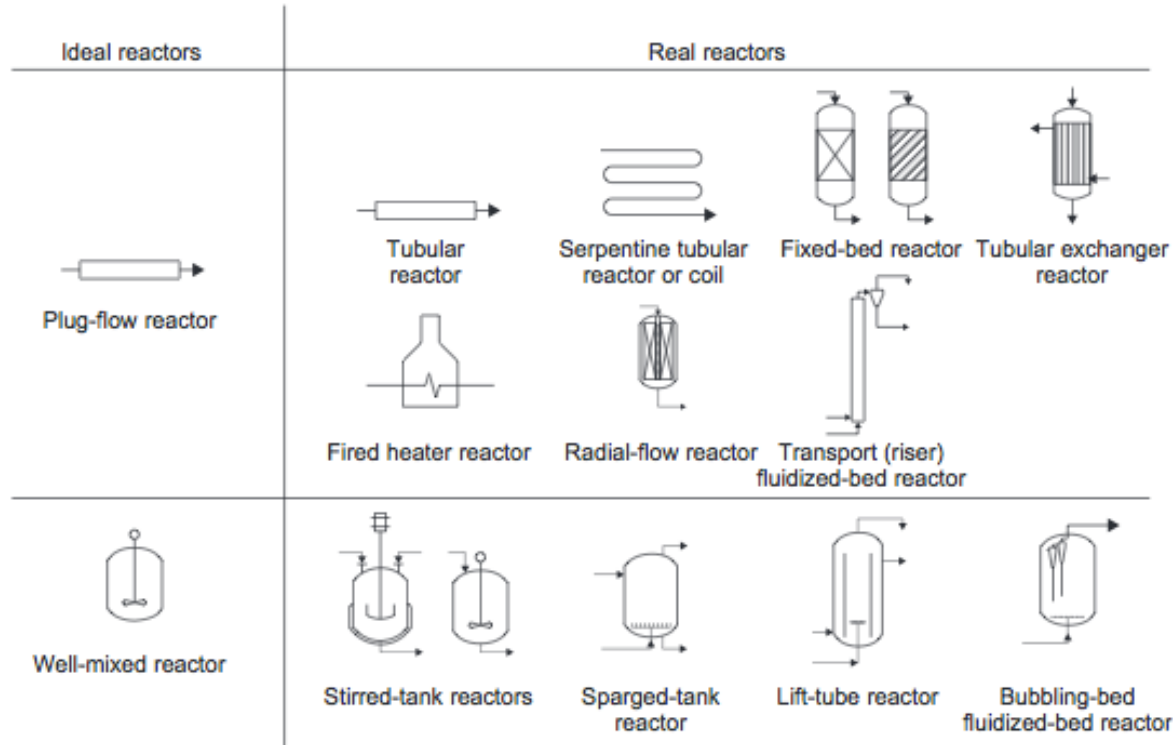 Ideal reactors
Real reactors
Tubular
reactor
Serpentine tubular
reactor or coil
Fixed-bed reactor
Tubular exchanger
reactor
Plug-flow reactor
Fired heater reactor
Radial-flow reactor
Transport (riser)
fluidized-bed reactor
Well-mixed reactor
Stirred-tank reactors
Sparged-tank
reactor
Lift-tube reactor
Bubbling-bed
fluidized-bed reactor